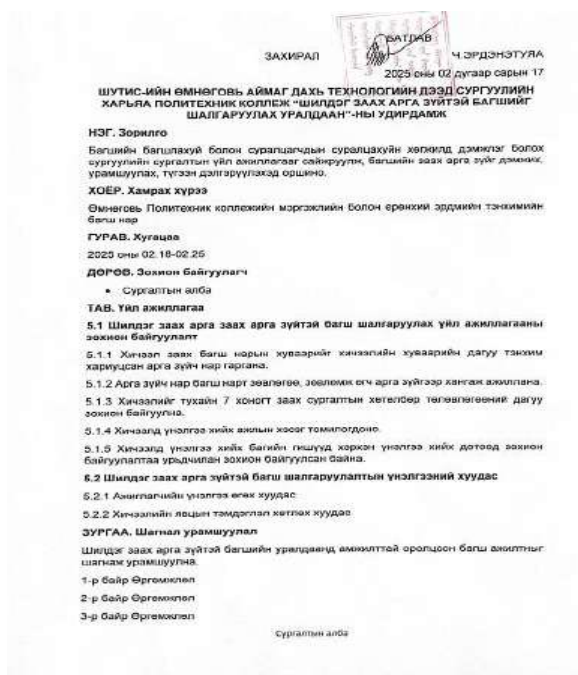 БАТЛАВ
ЗАХИРАЛ Ч.ЭРДЭНЭТУЯА
2025 оны 02 дугаар сарын 17
ШУТИС-ИЙН ӨМНӨГОВЬ АЙМАГ ДАХЬ ТЕХНОЛОГИЙН ДЭЭД СУРГУУЛИЙН
ХАРЬЯА ПОЛИТЕХНИК КОЛЛЕЖ "ШИЛДЭГ ЗААХ АРГА ЗҮЙТЭЙ БАГШИЙГ
ШАЛГАРУУЛАХ УРАЛДААН"-НЫ УДИРДАМЖ
НЭГ. Зорилго
Багшийн багшлахуй болон суралцагчдын суралцахуйн хөгжилд дэмжлэг болох
сургуулийн сургалтын үйл ажиллагааг сайжруулж, багшийн заах арга зүйг дэмжих,
урамшуулах, түгээн дэлгэрүүлэхэд оршино.
ХОЁР. Хамрах хүрээ
Өмнөговь Политехник коллежийн мэргэжлийн болон ерөнхий эрдмийн тэнхимийн
багш нар
ГУРАВ. Хугацаа
2025 оны 02.18-02.25
ДӨРӨВ. Зохион байгуулагч
• Сургалтын алба
ТАВ. Үйл ажиллагаа
5.1 Шилдэг заах арга заах арга зүйтэй багш шалгаруулах үйл ажиллагааны
зохион байгуулалт
5.1.1 Хичээл заах багш нарын хуваарийг хичээлийн хуваарийн дагуу тэнхим
хариуцсан арга зүйч нар гаргана.
5.1.2 Арга зүйч нар багш нарт зөвлөгөө, зөвлөмж өгч арга зүйгээр хангаж ажиллана.
5.1.3 Хичээлийг тухайн 7 хоногт заах сургалтын хөтөлбөр төлөвлөгөөний дагуу
зохион байгуулна.
5.1.4 Хичээлд үнэлгээ хийх ажлын хэсэг томилогдоно.
5.1.5 Хичээлд үнэлгээ хийх багийн гишүүд хэрхэн үнэлгээ хийх дотоод зохион
байгуулалтаа урьдчилан зохион байгуулсан байна.
5.2 Шилдэг заах арга зүйтэй багш шалгаруулалтын үнэлгээний хуудас
5.2.1 Ажиглагчийн үнэлгээ өгөх хуудас
5.2.2 Хичээлийн явцын тэмдэглэл хөтлөх хуудас
ЗУРГАА. Шагнал урамшуулал
Шилдэг заах арга зүйтэй багшийн уралдаанд амжилттай оролцсон багш ажилтныг
шагнаж урамшуулна.
1-р байр Өргөмжлөл
2-р байр Өргөмжлөл
3-р байр Өргөмжлөл
Сургалтын алба